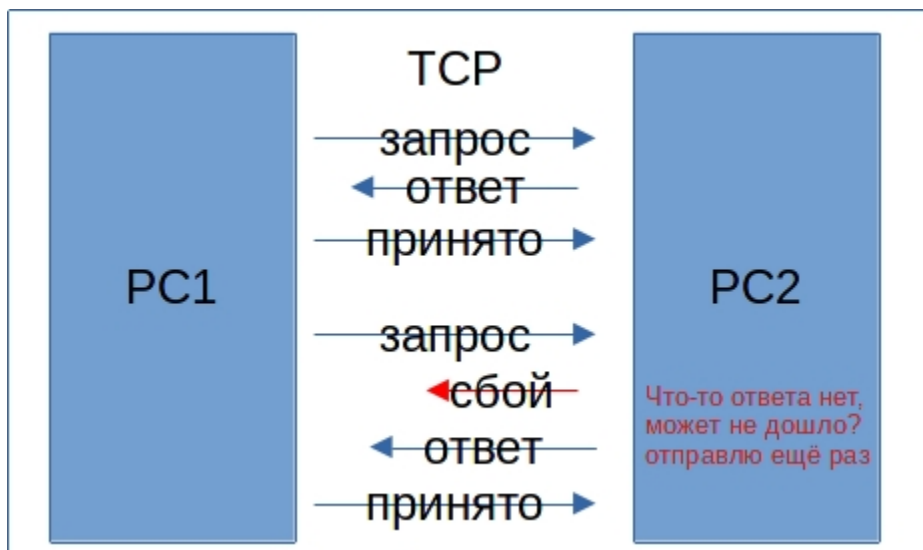 TCP
запрос
ответ
принято
PC1
PC2
запрос
сбой
Что-то ответа нет,
может не дошло?
отправлю ещё раз
ответ
принято